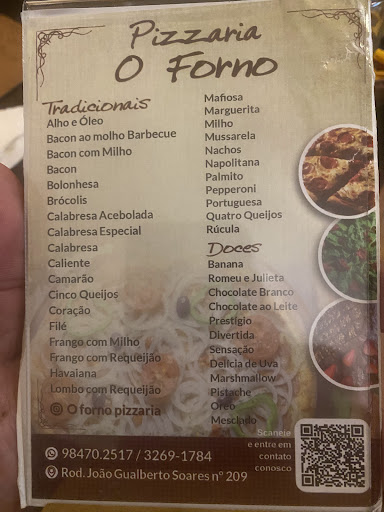 Pizzaria
O Forno
Tradicionais
Alho e Óleo
Bacon ao molho Barbecue
Bacon com Milho
Bacon
Bolonhesa
Brócolis
Calabresa Acebolada
Calabresa Especial
Calabresa
Caliente
Camarão
Cinco Queijos
Coração
Filé
Frango com Milho
Frango com Requeijão
Havaiana
Lombo com Requeijão
O forno pizzaria
Mafiosa
Marguerita
Milho
Mussarela
Nachos
Napolitana
Palmito
Pepperoni
Portuguesa
Quatro Queijos
Rúcula
Doces
Banana
Romeu e Julieta
Chocolate Branco
Chocolate ao Leite
Prestígio
Divertida
Sensação
Delicia de Uva
Marshmallow
Pistache
Oreo
Mesclado
Scaneie
e entre em
contato
conosco
98470.2517 / 3269-1784
Rod. João Gualberto Soares nº 209